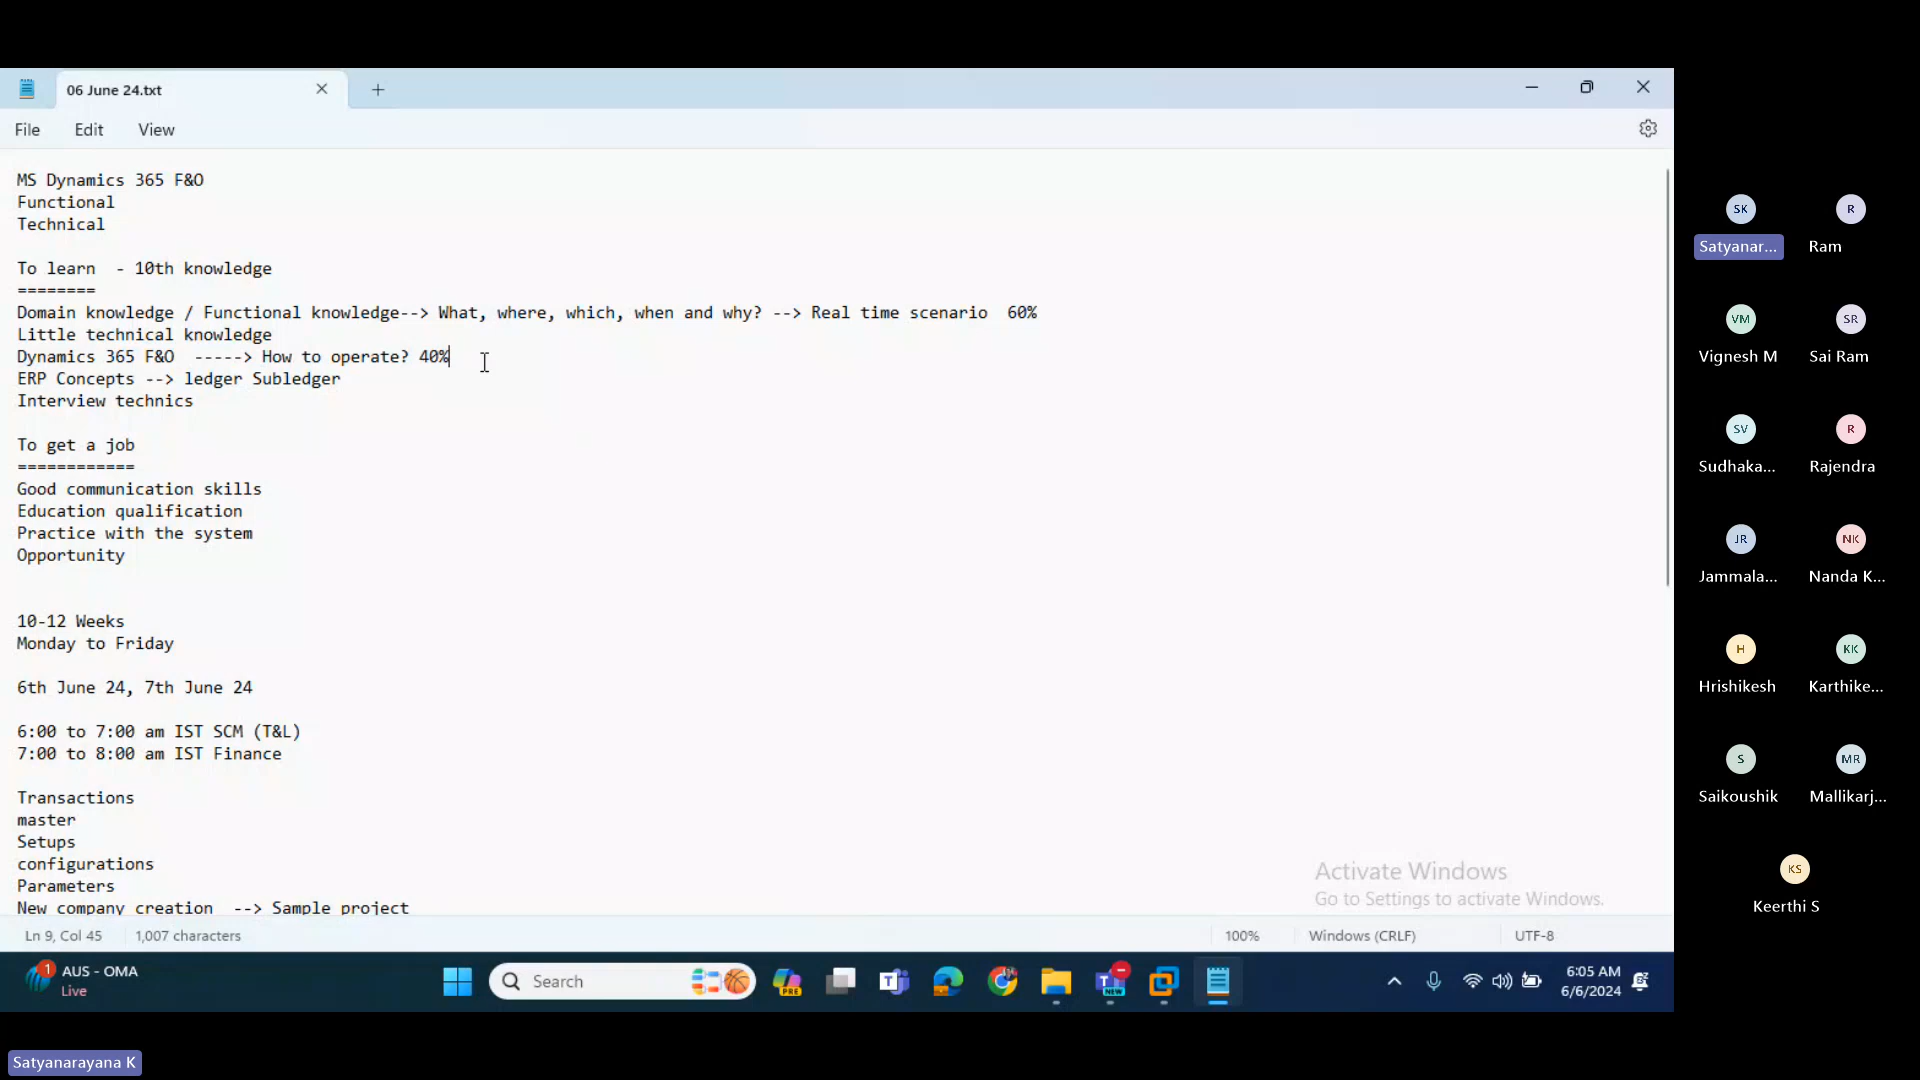 06 June 24.txt
File Edit View
MS Dynamics 365 F&O
Functional
Technical
To learn  - 10th knowledge
========
Domain knowledge / Functional knowledge--> What, where, which, when and why? --> Real time scenario  60%
Little technical knowledge
Dynamics 365 F&O  -----> How to operate? 40%
ERP Concepts --> ledger Subledger
Interview technics
To get a job
============
Good communication skills
Education qualification
Practice with the system
Opportunity
10-12 Weeks
Monday to Friday
6th June 24, 7th June 24
6:00 to 7:00 am IST SCM (T&L)
7:00 to 8:00 am IST Finance
Transactions
master
Setups
configurations
Parameters
New company creation  --> Sample project
Activate Windows
Go to Settings to activate Windows.
Ln 9, Col 45 1,007 characters 100% Windows (CRLF) UTF-8
1 AUS - OMA
Live
Search
PRE
NEW
6:05 AM
6/6/2024
SK R
Satyanar... Ram
VM SR
Vignesh M Sai Ram
SV R
Sudhaka... Rajendra
JR NK
Jammala... Nanda K...
H KK
Hrishikesh Karthike...
S MR
Saikoushik Mallikarj...
KS
Keerthi S
Satyanarayana K